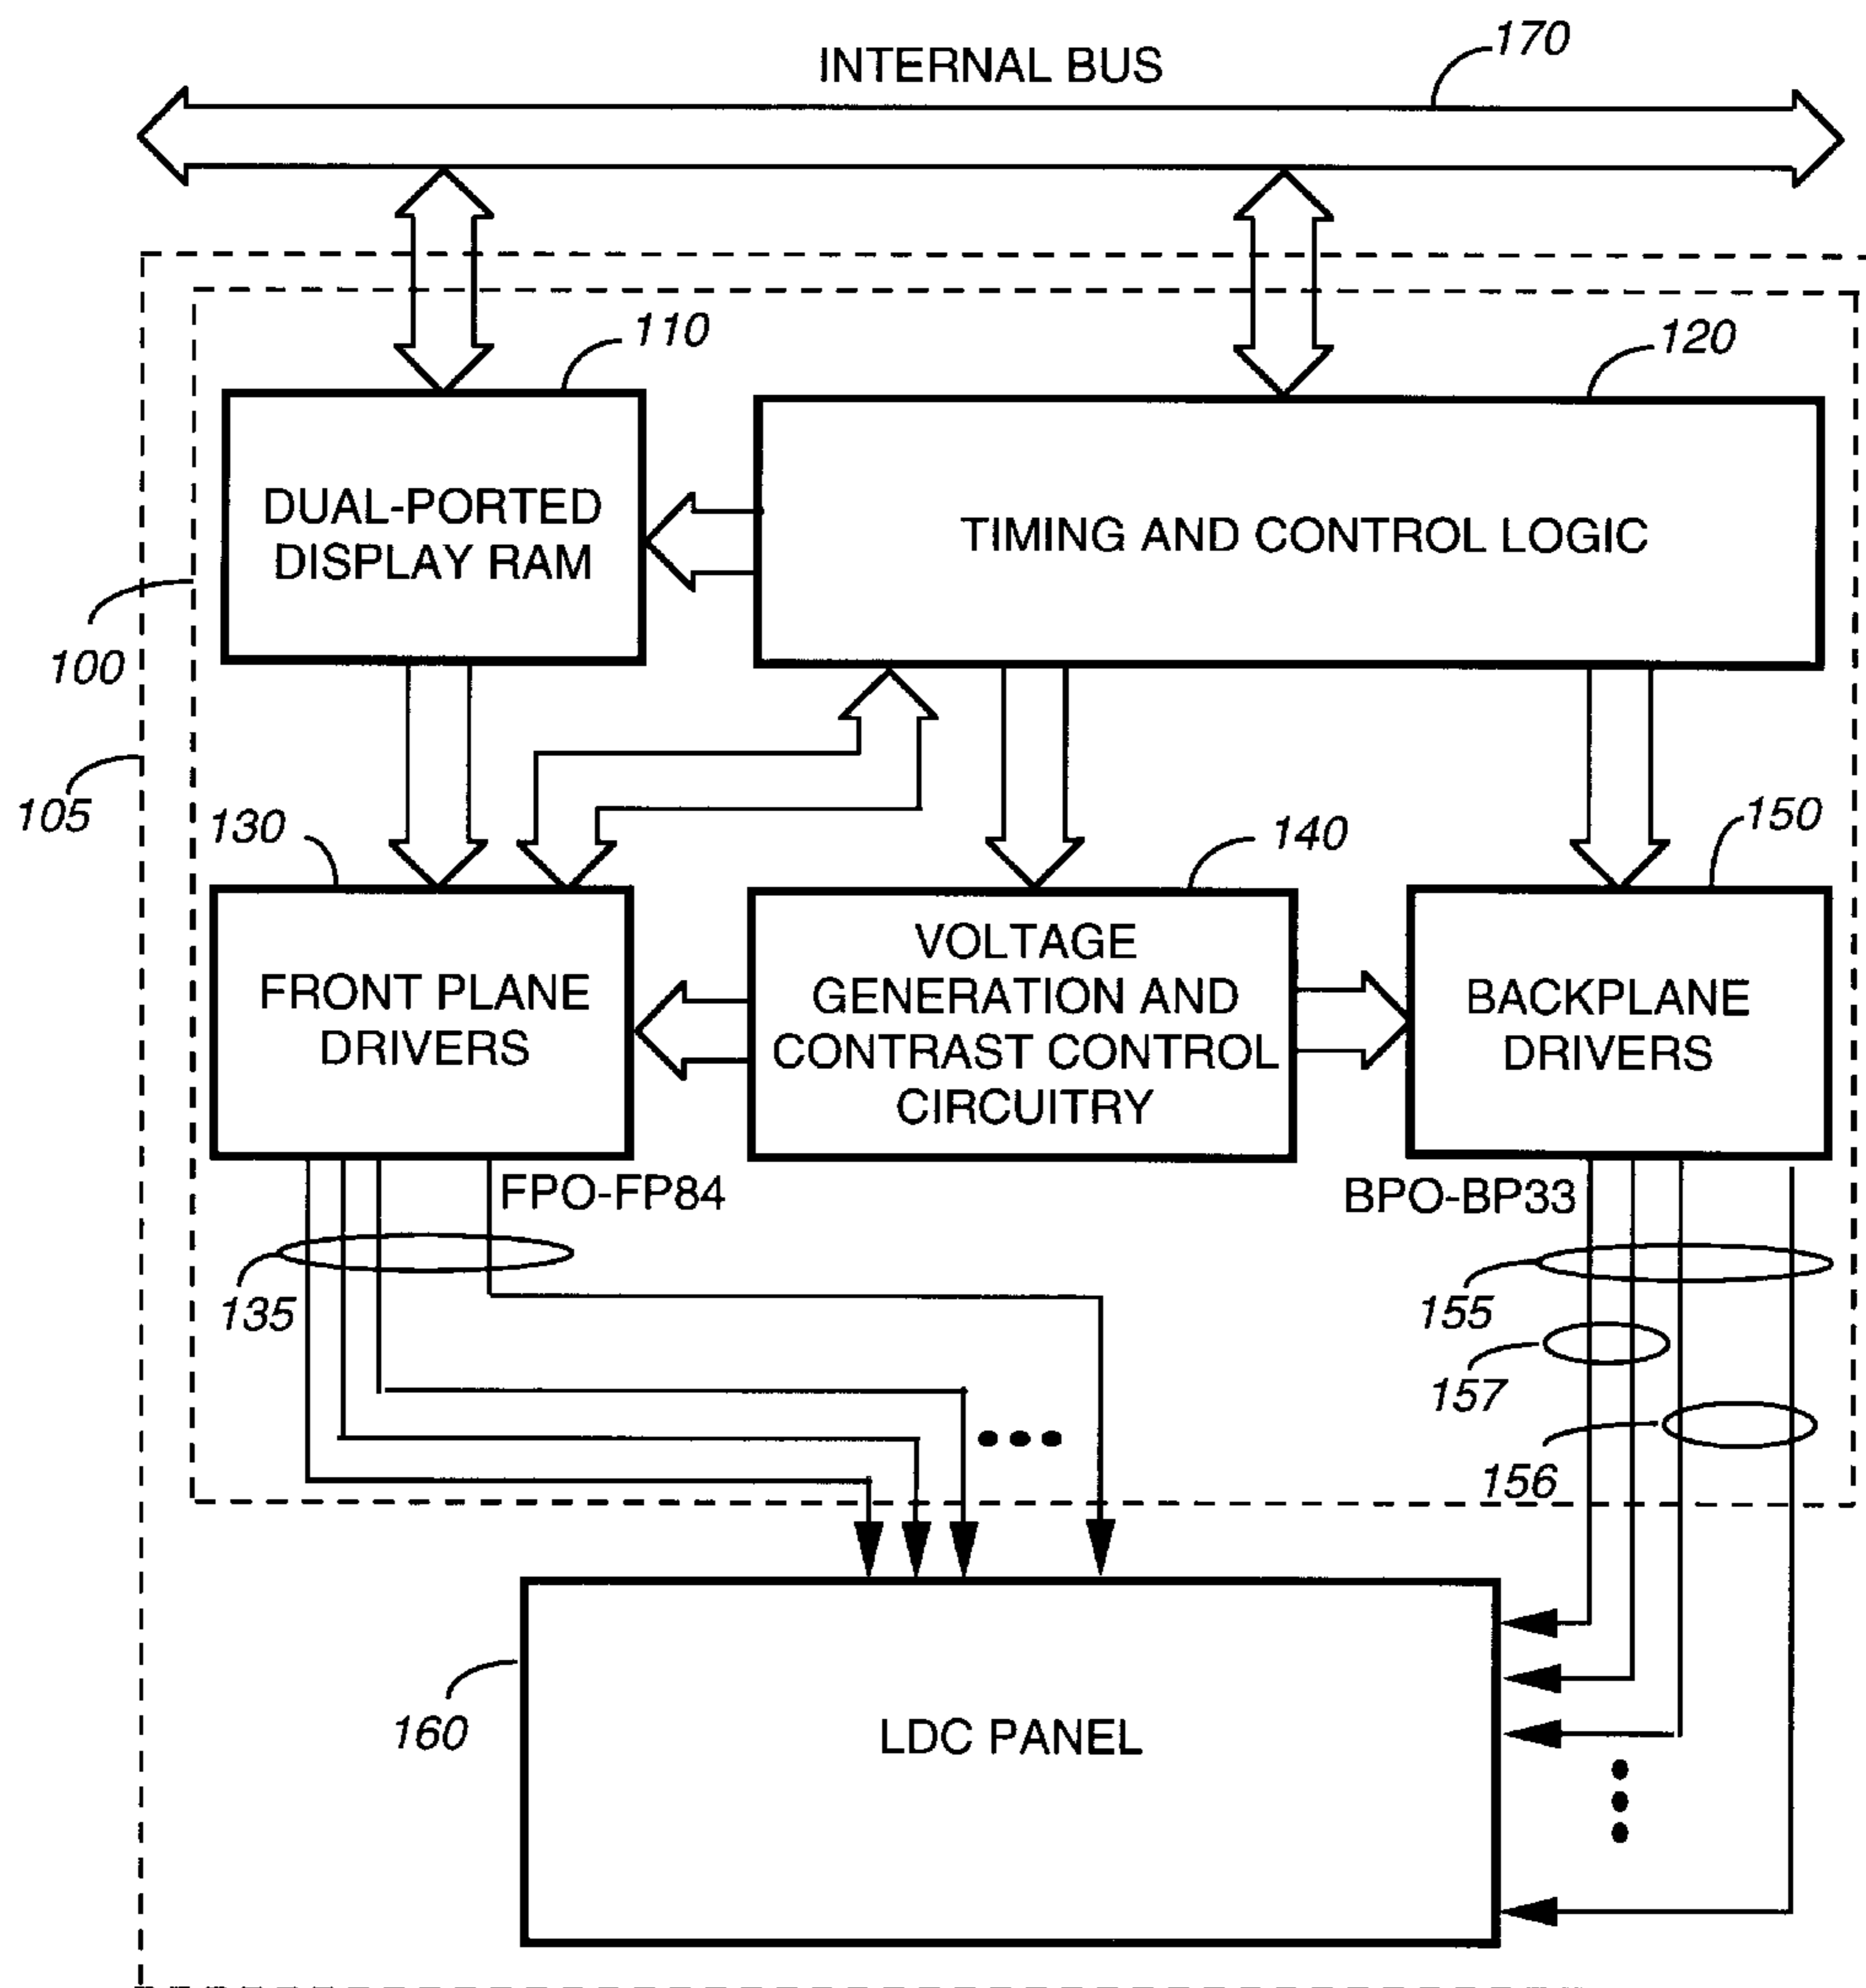 INTERNAL BUS
170
110
120
DUAL-PORTED
DISPLAY RAM
TIMING AND CONTROL LOGIC
100
105
130
140
150
FRONT PLANE
DRIVERS
VOLTAGE
GENERATION AND
CONTRAST CONTROL
CIRCUITRY
BACKPLANE
DRIVERS
FPO-FP84
BPO-BP33
135
155
157
156
160
LDC PANEL